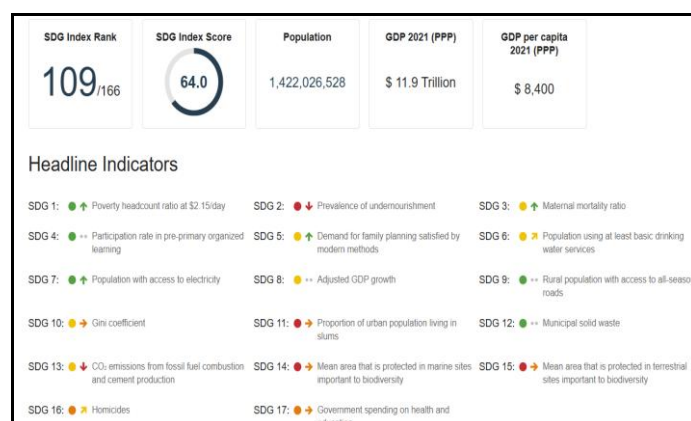 SDG Index Rank
SDG Index Score
Population
GDP 2021 (PPP)
GDP per capita
2021 (PPP)
109/166
64.0
1,422,026,528
$ 11.9 Trillion
$ 8,400
Headline Indicators
SDG 1: Poverty headcount ratio at $2.15/day
SDG 2: Prevalence of undernourishment
SDG 3: Maternal mortality ratio
SDG 4: Participation rate in pre-primary organized
learning
SDG 5: Demand for family planning satisfied by
modern methods
SDG 6: Population using at least basic drinking
water services
SDG 7: Population with access to electricity
SDG 8: Adjusted GDP growth
SDG 9: Rural population with access to all-seaso
roads
SDG 10: Gini coefficient
SDG 11: Proportion of urban population living in
slums
SDG 12: Municipal solid waste
SDG 13: CO₂ emissions from fossil fuel combustion
and cement production
SDG 14: Mean area that is protected in marine sites
important to biodiversity
SDG 15: Mean area that is protected in terrestrial
sites important to biodiversity
SDG 16: Homicides
SDG 17: Government spending on health and